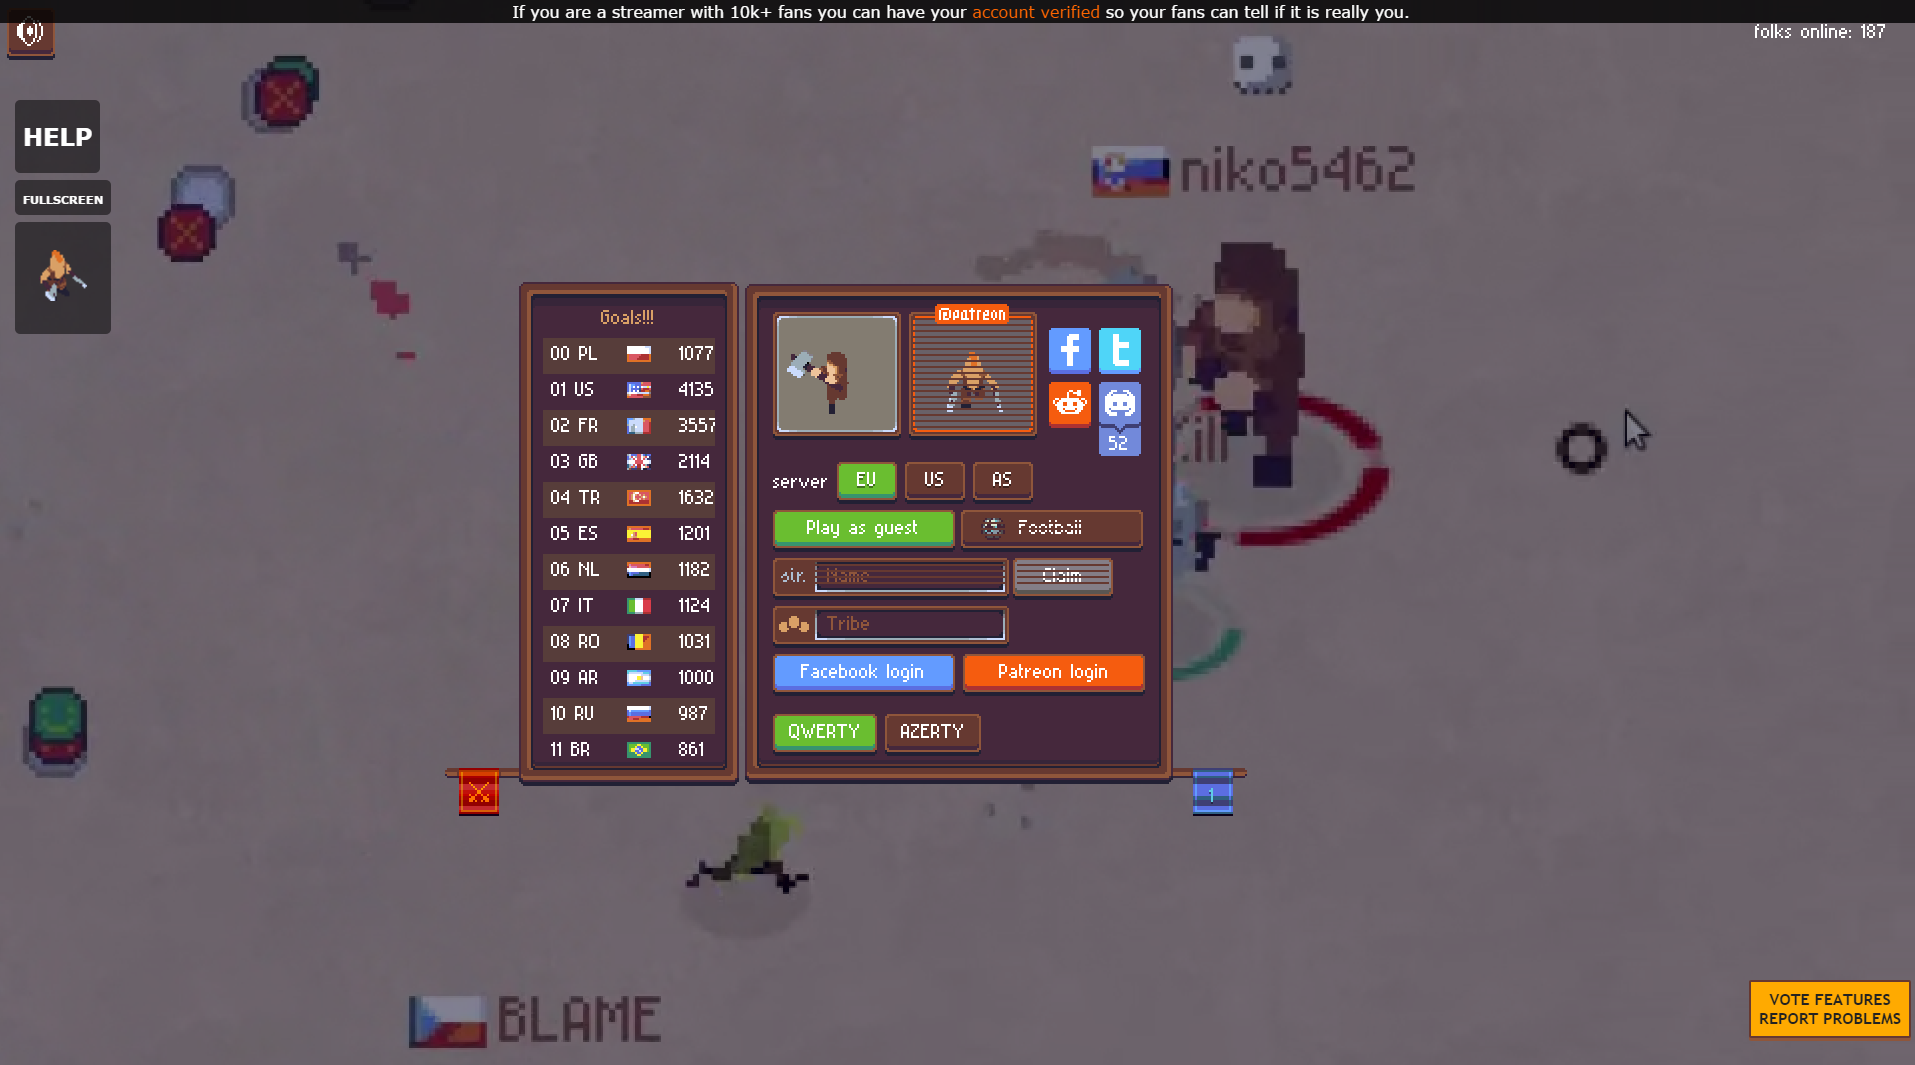 If you are a streamer with 10k+ fans you can have your account verified so your fans can tell if it is really you.
folks online: 187
HELP
FULLSCREEN
niko5462
Goals!!!
00 PL 1077
01 US 4135
02 FR 3557
03 GB 2114
04 TR 1632
05 ES 1201
06 NL 1182
07 IT 1124
08 RO 1031
09 AR 1000
10 RU 987
11 BR 861
@patreon
f
t
52
server EU US AS
Play as guest Football
sir. Name Claim
Tribe
Facebook login Patreon login
QWERTY AZERTY
1
BLAME
VOTE FEATURES
REPORT PROBLEMS